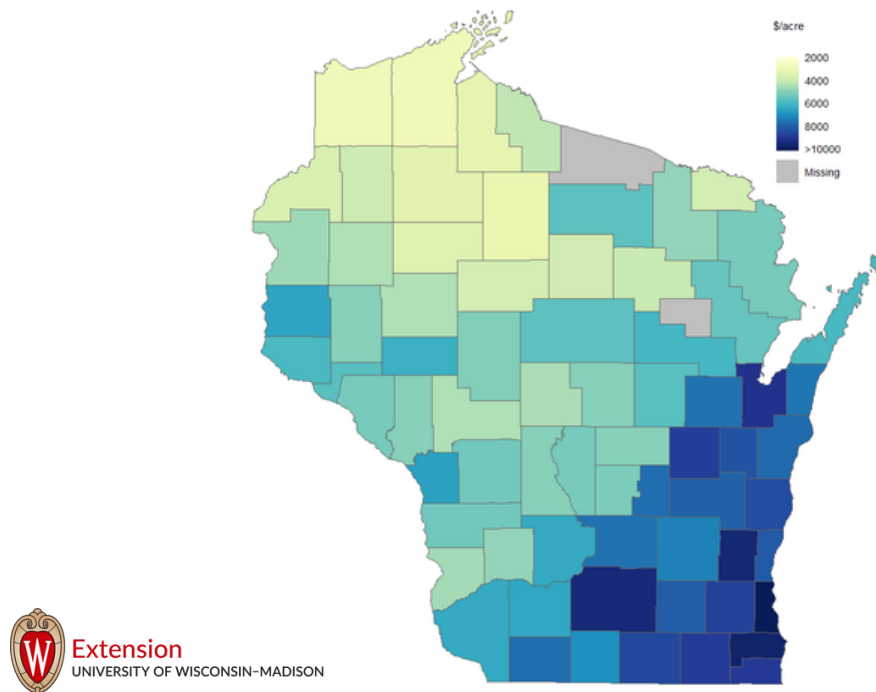 $/acre
2000
4000
6000
8000
>10000
Missing
W
Extension
UNIVERSITY OF WISCONSIN–MADISON